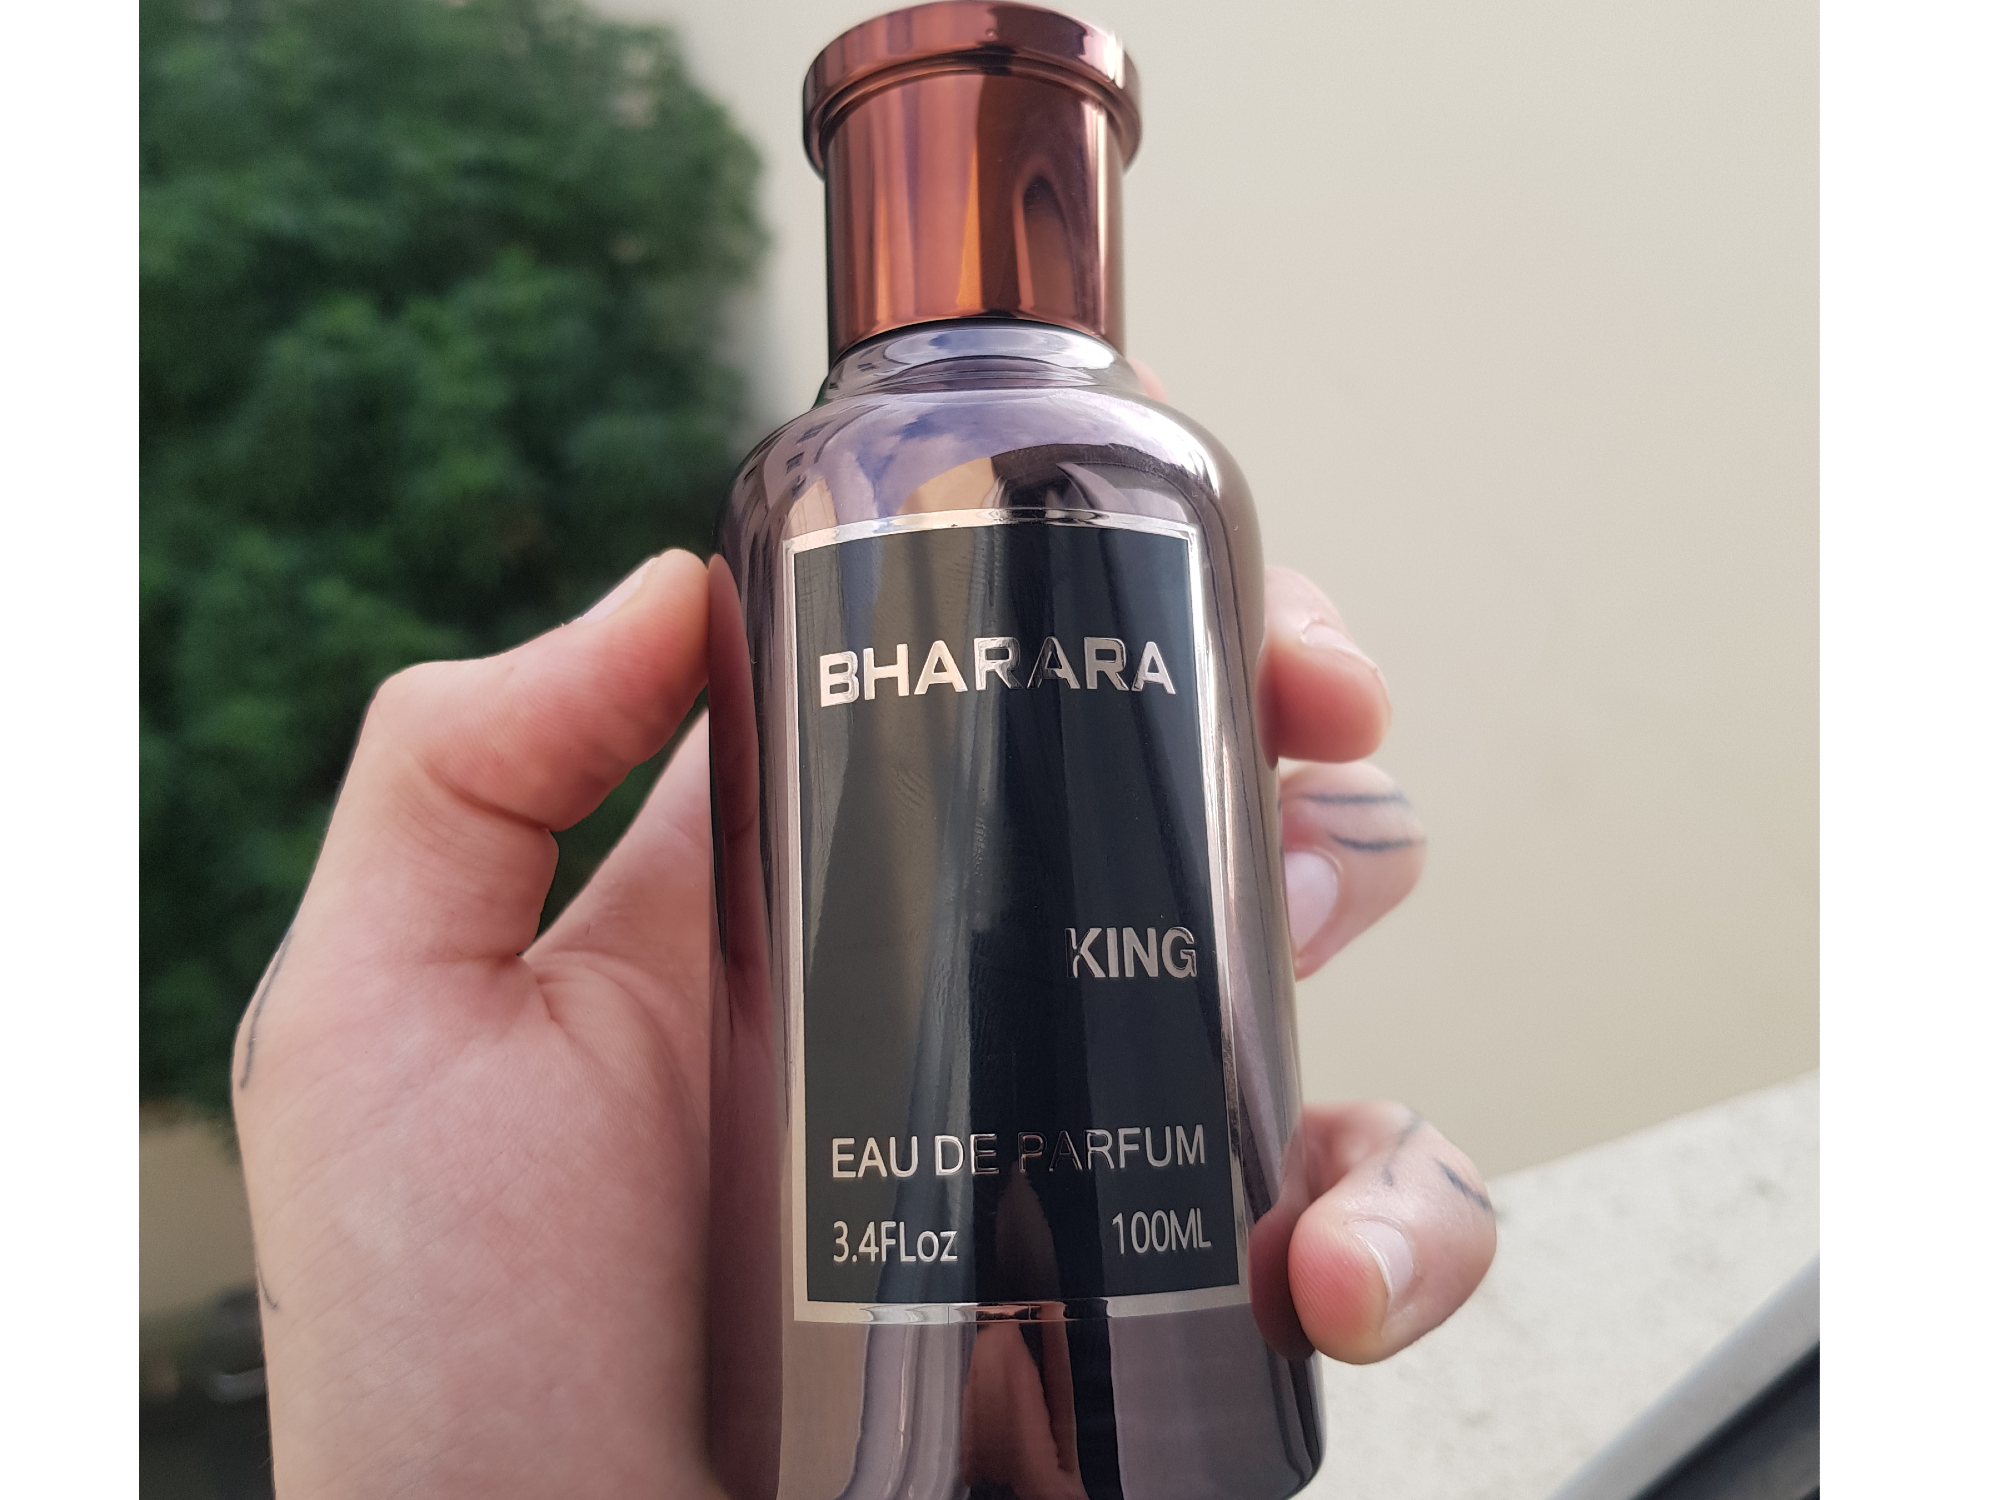 BHARARA
KING
EAU DE PARFUM
3.4FLoz 100ML